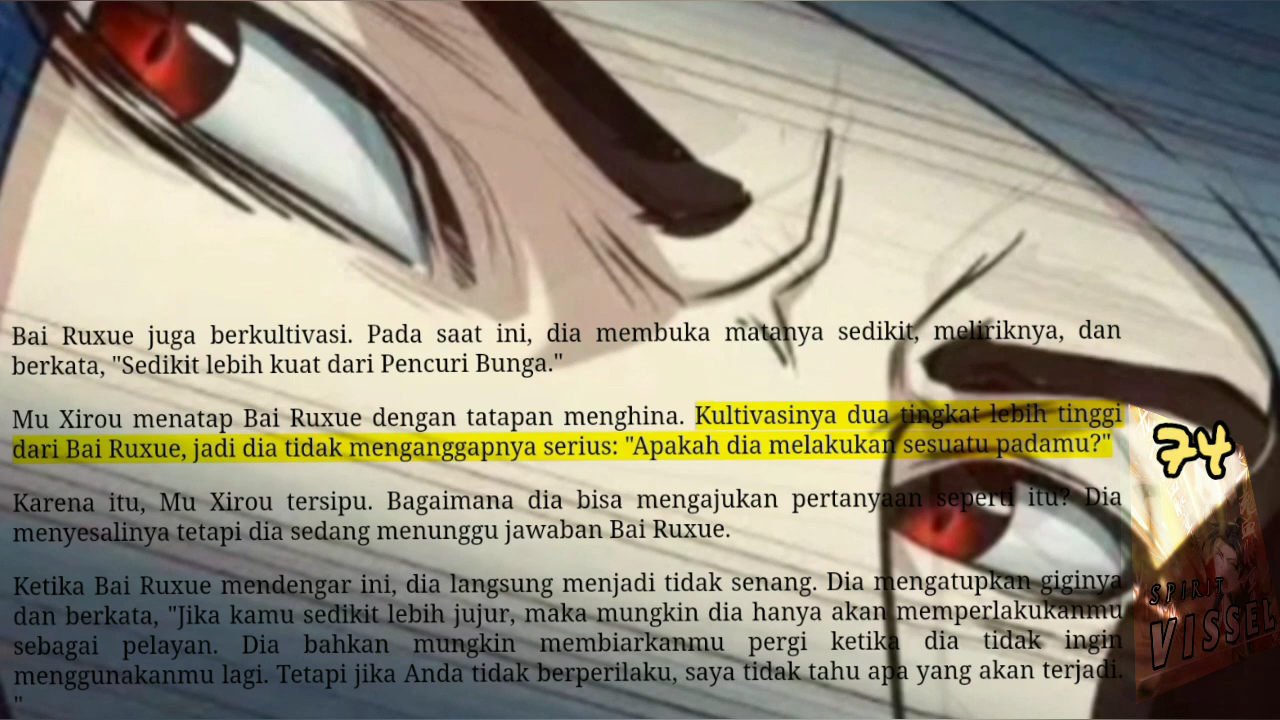 Bai Ruxue juga berkultivasi. Pada saat ini, dia membuka matanya sedikit, meliriknya, dan
berkata, "Sedikit lebih kuat dari Pencuri Bunga."
Mu Xirou menatap Bai Ruxue dengan tatapan menghina. Kultivasinya dua tingkat lebih tinggi
dari Bai Ruxue, jadi dia tidak menganggapnya serius: "Apakah dia melakukan sesuatu padamu?"
Karena itu, Mu Xirou tersipu. Bagaimana dia bisa mengajukan pertanyaan seperti itu? Dia
menyesalinya tetapi dia sedang menunggu jawaban Bai Ruxue.
Ketika Bai Ruxue mendengar ini, dia langsung menjadi tidak senang. Dia mengatupkan giginya
dan berkata, "Jika kamu sedikit lebih jujur, maka mungkin dia hanya akan memperlakukanmu
sebagai pelayan. Dia bahkan mungkin membiarkanmu pergi ketika dia tidak ingin
menggunakanmu lagi. Tetapi jika Anda tidak berperilaku, saya tidak tahu apa yang akan terjadi.
"
74
SPIRIT
VISSEL